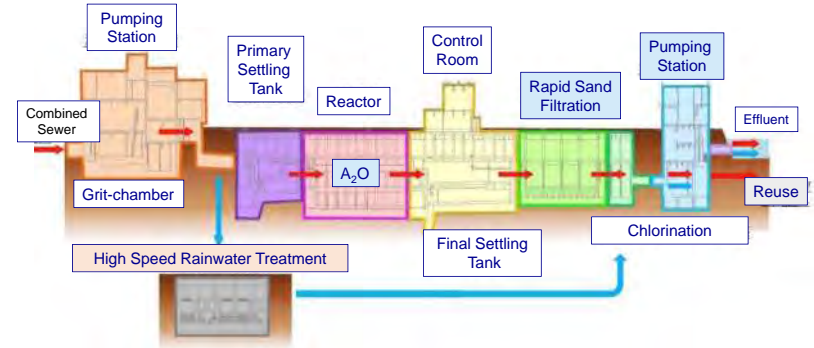 Pumping
Station
Primary
Settling
Tank
Control
Room
Pumping
Station
Reactor
Rapid Sand
Filtration
Combined
Sewer
Effluent
A2O
Grit-chamber
Reuse
Chlorination
Final Settling
Tank
High Speed Rainwater Treatment